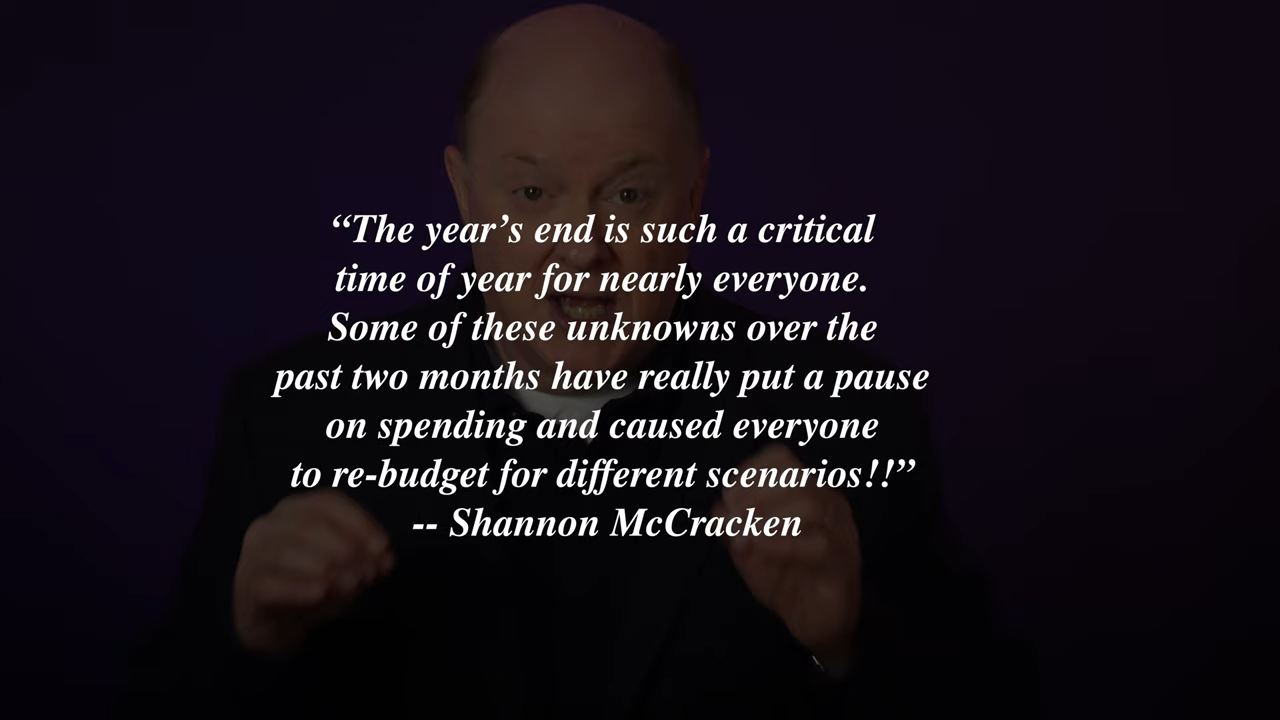 “The year’s end is such a critical
time of year for nearly everyone.
Some of these unknowns over the
past two months have really put a pause
on spending and caused everyone
to re-budget for different scenarios!!”
-- Shannon McCracken